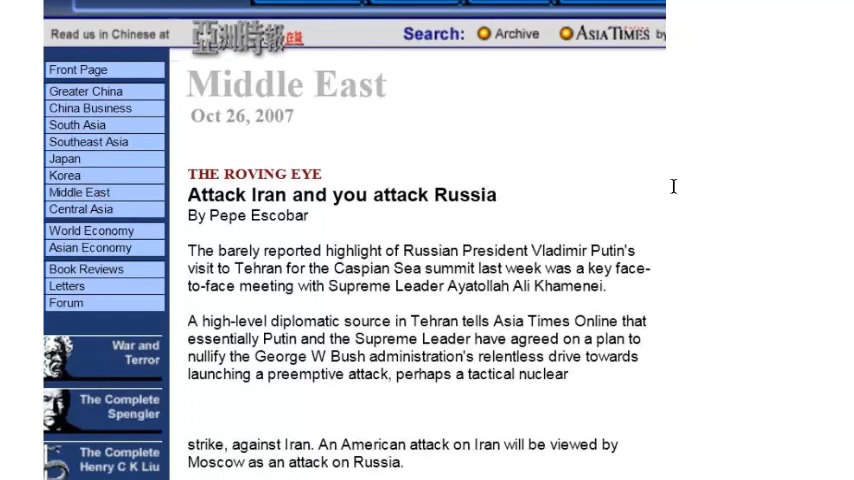 Read us in Chinese at 亞洲時報在綫 Search: Archive ASIATIMES by
Front Page
Greater China
China Business
South Asia
Southeast Asia
Japan
Korea
Middle East
Central Asia
World Economy
Asian Economy
Book Reviews
Letters
Forum
War and
Terror
The Complete
Spengler
The Complete
Henry C K Liu
Middle East
Oct 26, 2007
THE ROVING EYE
Attack Iran and you attack Russia
By Pepe Escobar
The barely reported highlight of Russian President Vladimir Putin's
visit to Tehran for the Caspian Sea summit last week was a key face-
to-face meeting with Supreme Leader Ayatollah Ali Khamenei.
A high-level diplomatic source in Tehran tells Asia Times Online that
essentially Putin and the Supreme Leader have agreed on a plan to
nullify the George W Bush administration's relentless drive towards
launching a preemptive attack, perhaps a tactical nuclear
strike, against Iran. An American attack on Iran will be viewed by
Moscow as an attack on Russia.